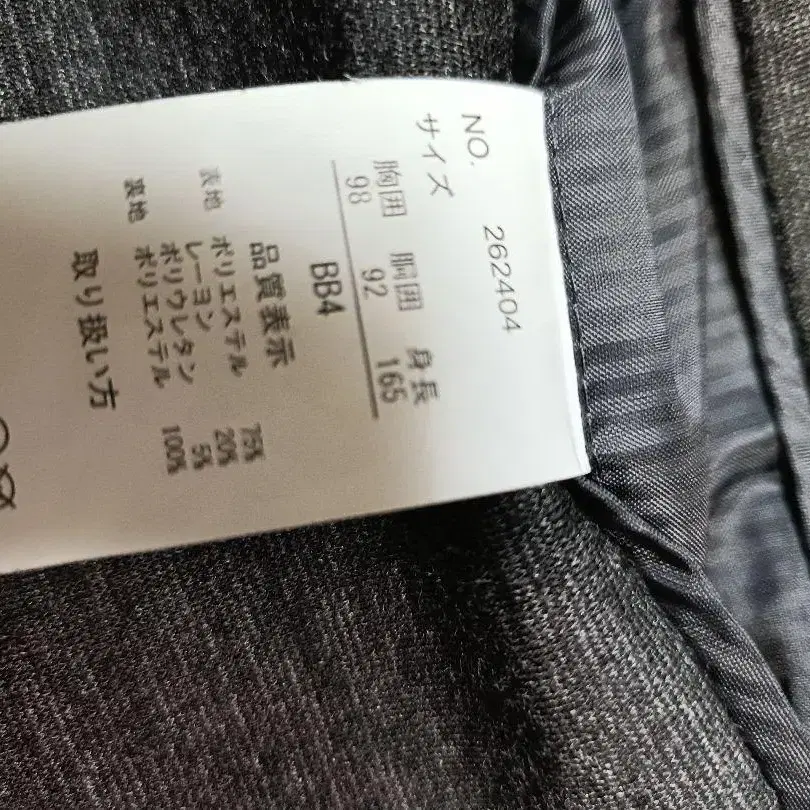 NO. 262404
サイズ
胸囲 胴囲 身長
98 92 165
BB4
品質表示
表地 ポリエステル 75%
レーヨン 20%
ポリウレタン 5%
裏地 ポリエステル 100%
取り扱い方